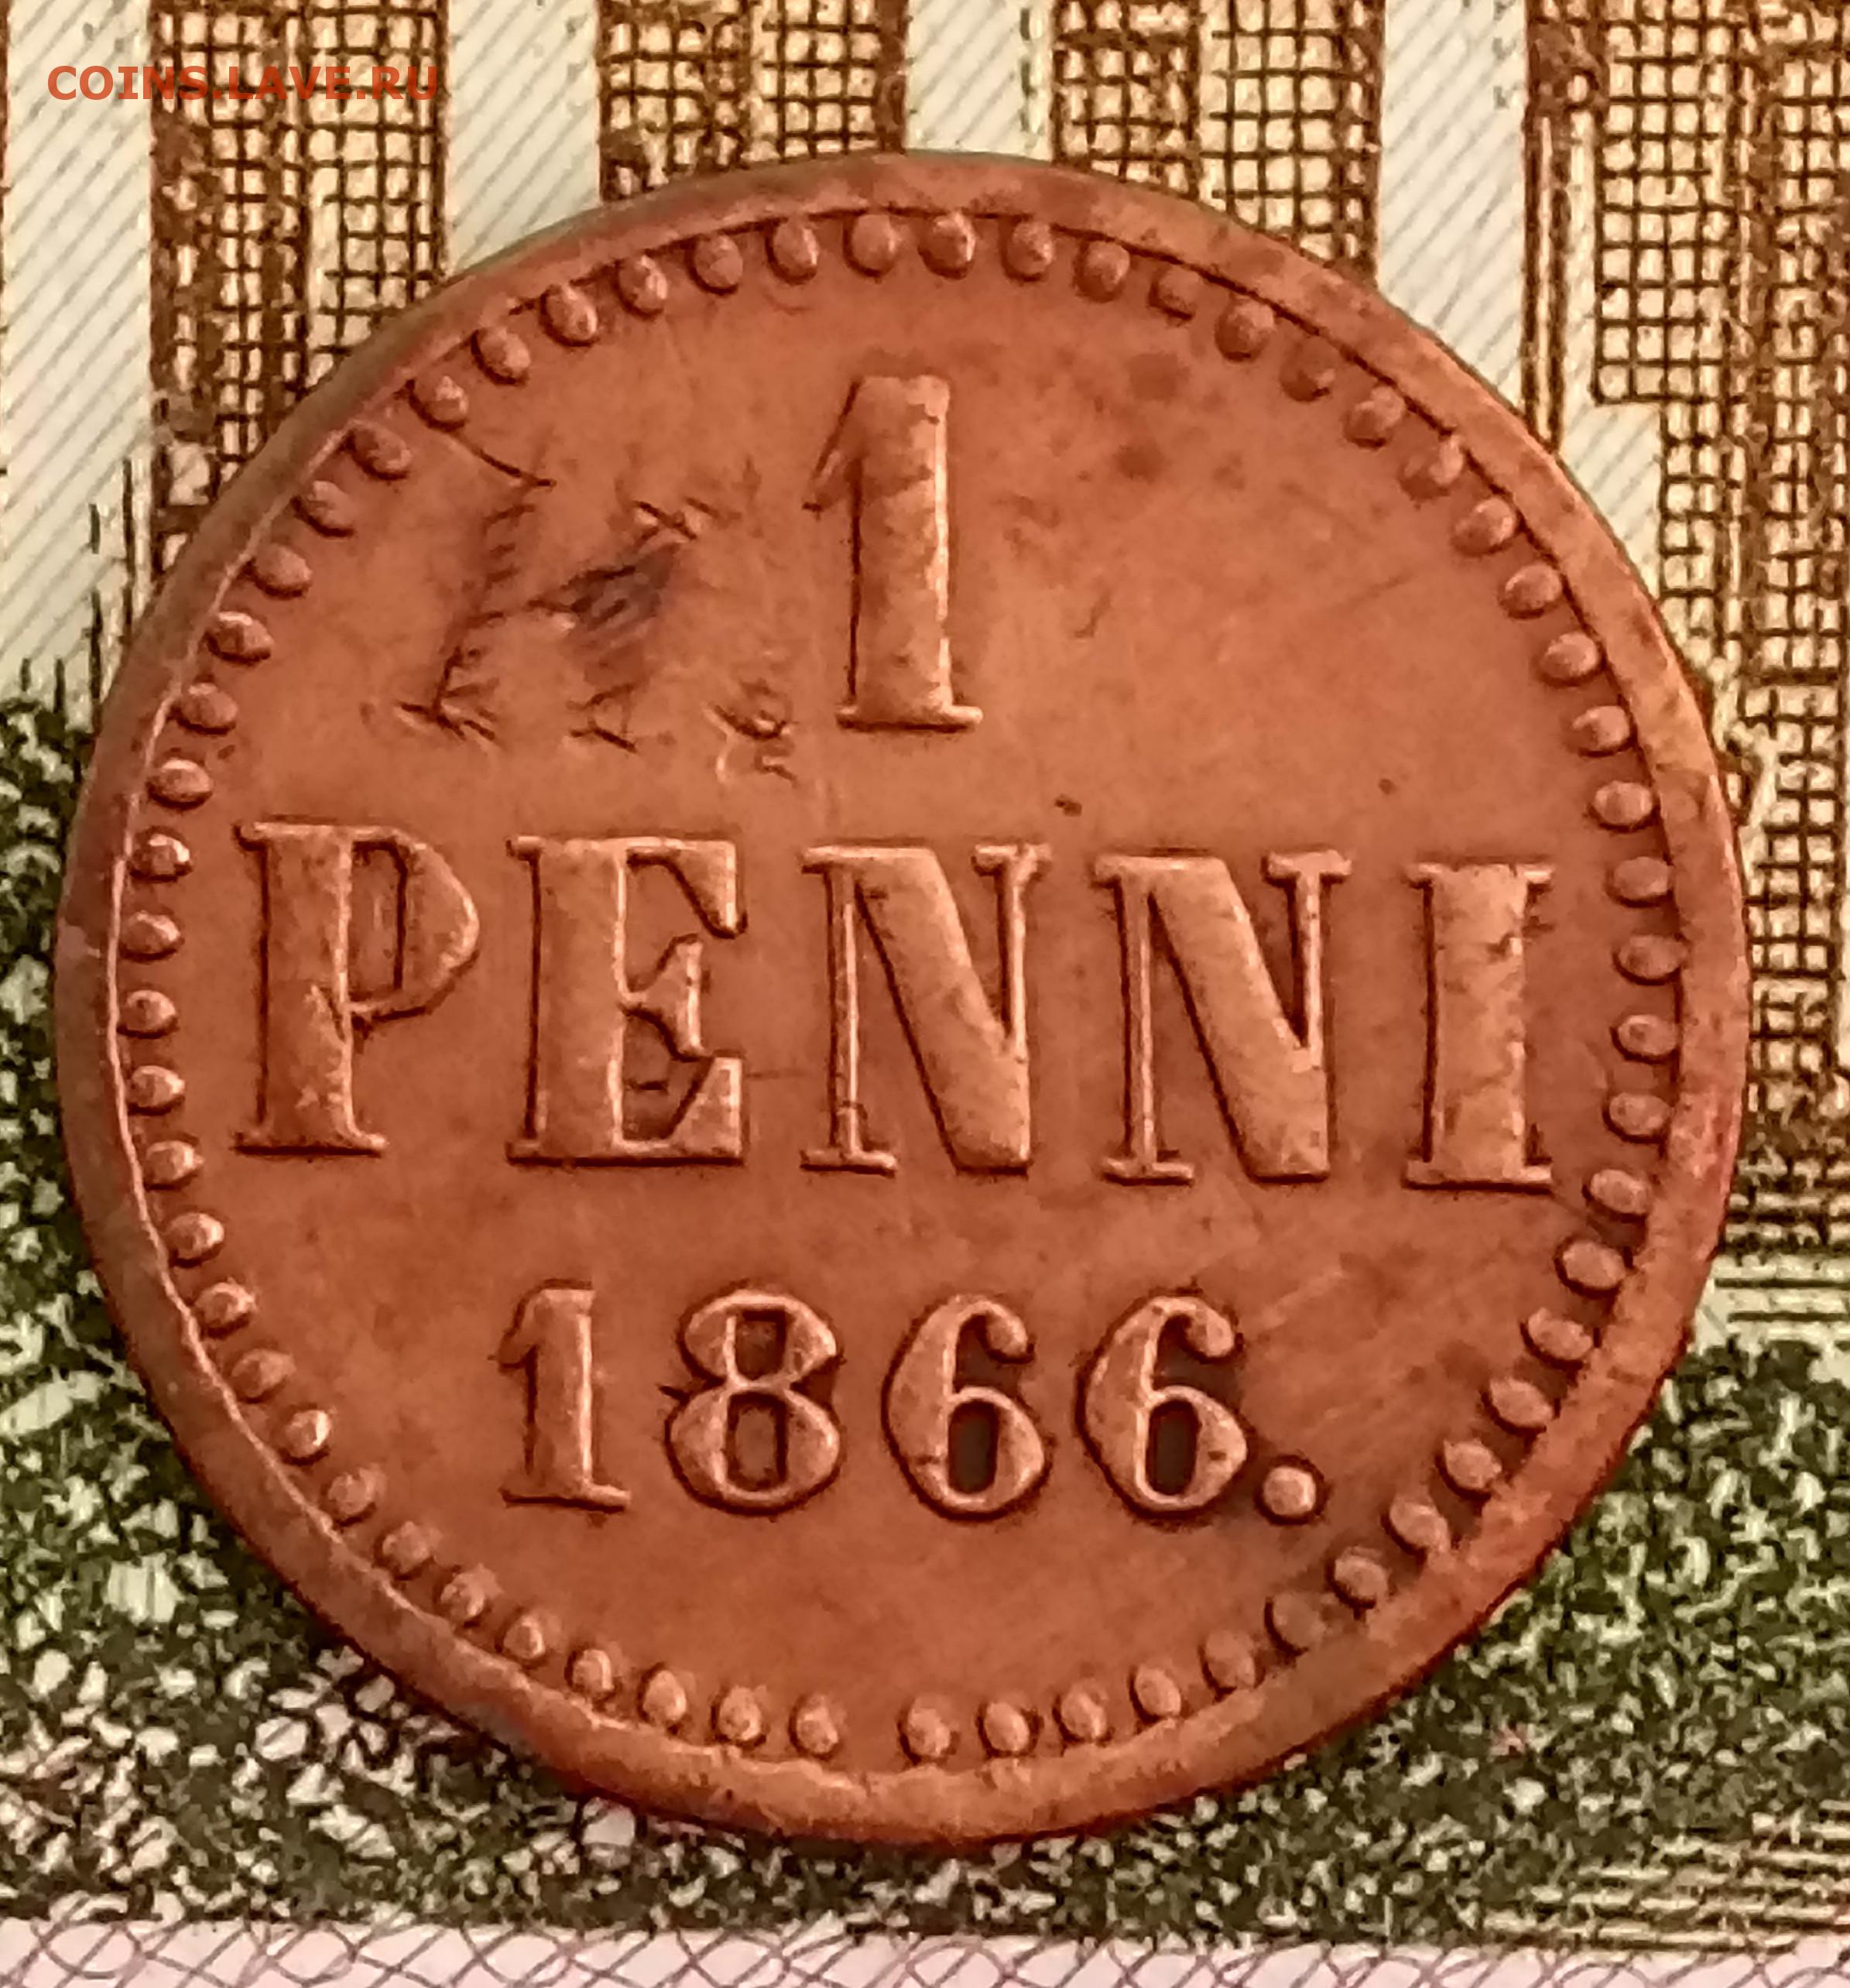 COINS.LAVE.RU
1
PENNI
1866.